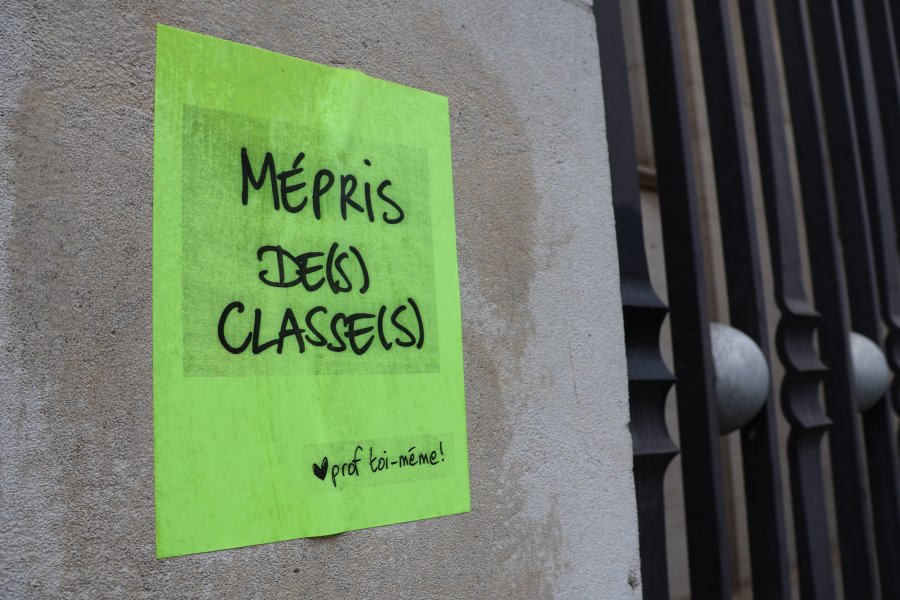 MÉPRIS
DE(S)
CLASSE(S)
♥prof toi-même!